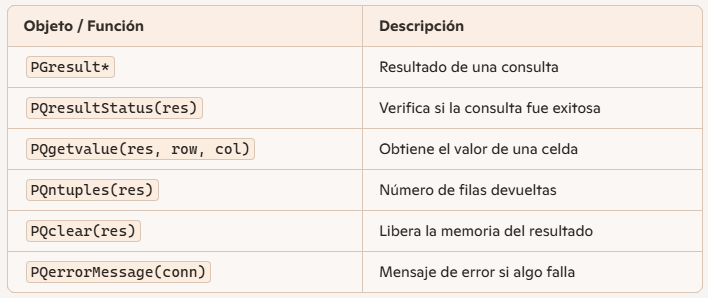 Objeto / Función Descripción
PGresult* Resultado de una consulta
PQresultStatus(res) Verifica si la consulta fue exitosa
PQgetvalue(res, row, col) Obtiene el valor de una celda
PQntuples(res) Número de filas devueltas
PQclear(res) Libera la memoria del resultado
PQerrorMessage(conn) Mensaje de error si algo falla